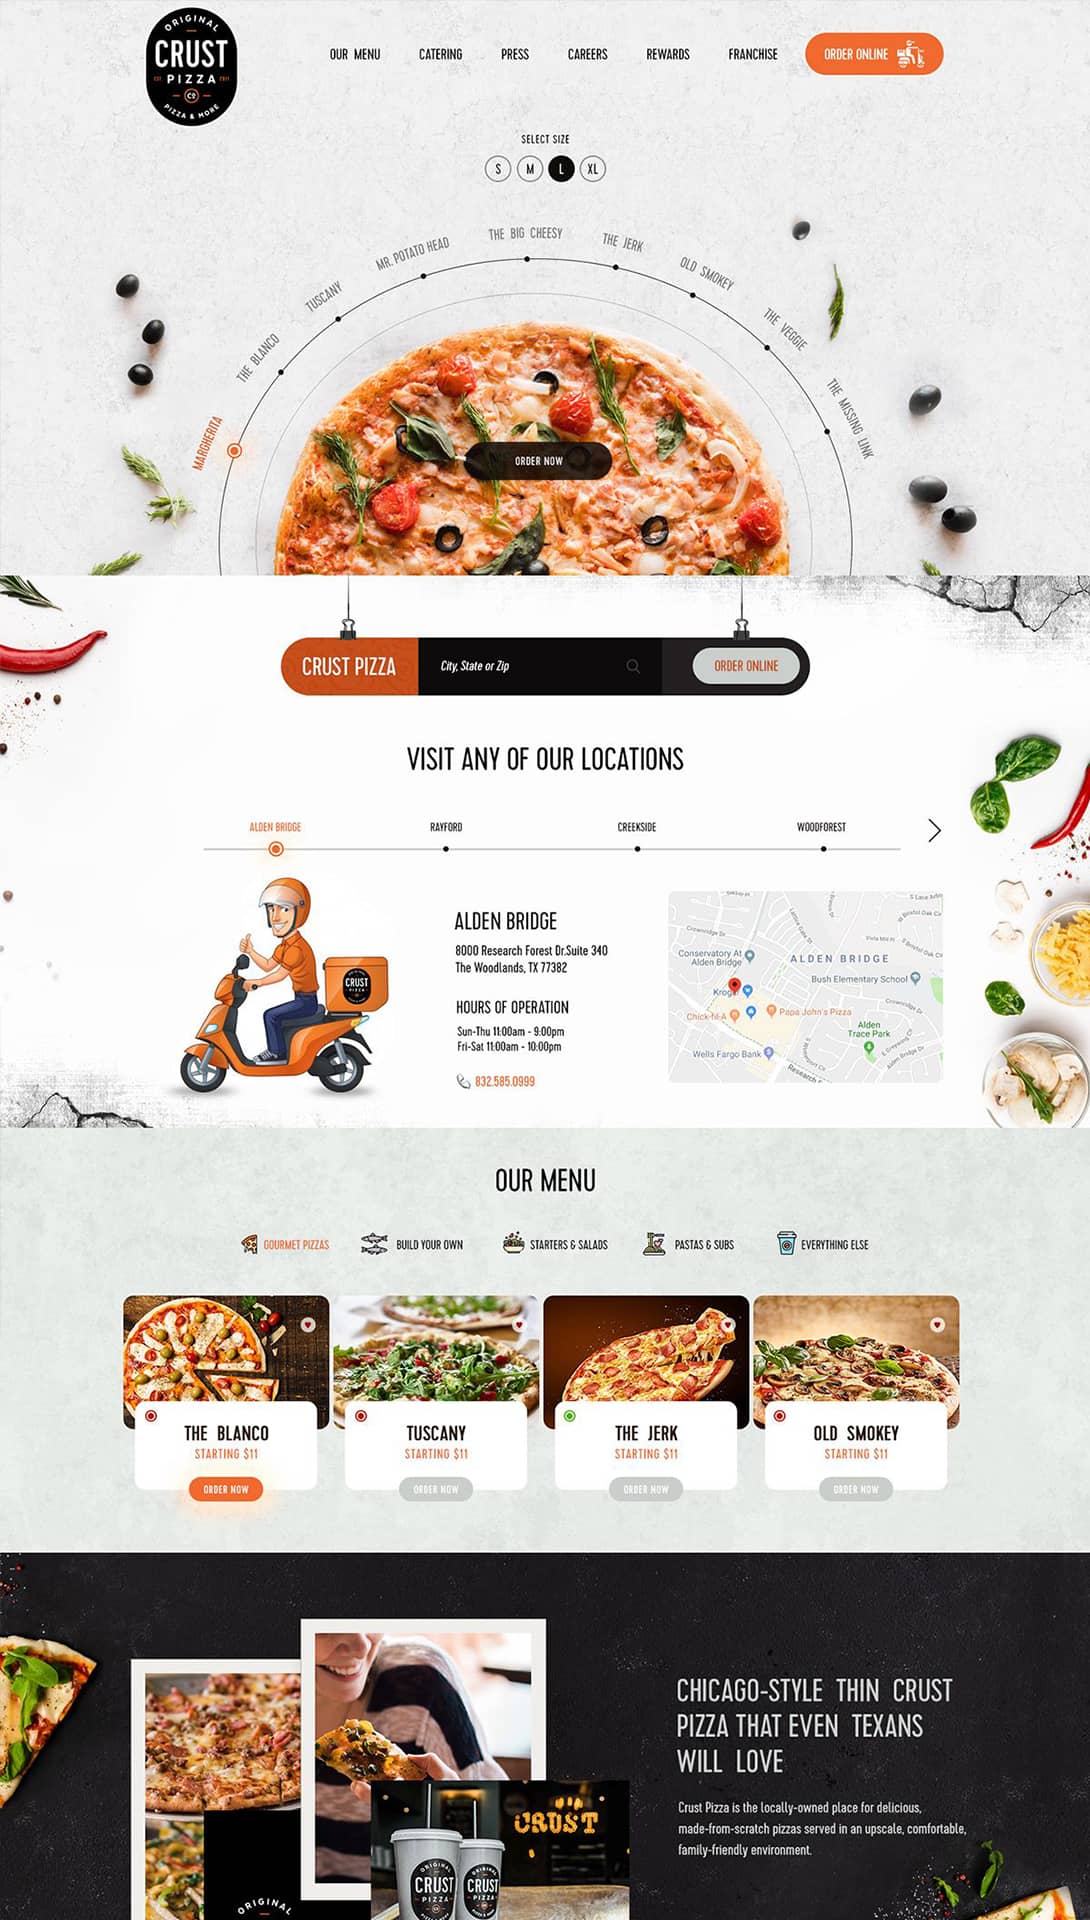 ORIGINAL
CRUST
PIZZA
CO
PIZZA & MORE
OUR MENU
CATERING
PRESS
CAREERS
REWARDS
FRANCHISE
ORDER ONLINE
SELECT SIZE
S
M
L
XL
MARGHERITA
THE BLANCO
TUSCANY
MR. POTATO HEAD
THE BIG CHEESY
THE JERK
OLD SMOKEY
THE VEGGIE
THE MISSING LINK
ORDER NOW
CRUST PIZZA
City, State or Zip
ORDER ONLINE
VISIT ANY OF OUR LOCATIONS
ALDEN BRIDGE
RAYFORD
CREEKSIDE
WOODFOREST
CRUST
PIZZA
ALDEN BRIDGE
8000 Research Forest Dr.Suite 340
The Woodlands, TX 77382
HOURS OF OPERATION
Sun-Thu 11:00am - 9:00pm
Fri-Sat 11:00am - 10:00pm
832.585.0999
Crownridge Dr
Conservatory At
Alden Bridge
ALDEN BRIDGE
Bush Elementary School
Kroger
Chick-fil-A
Papa John's Pizza
Alden
Trace Park
Wells Fargo Bank
OUR MENU
GOURMET PIZZAS
BUILD YOUR OWN
STARTERS & SALADS
PASTAS & SUBS
EVERYTHING ELSE
THE BLANCO
STARTING $11
ORDER NOW
TUSCANY
STARTING $11
ORDER NOW
THE JERK
STARTING $11
ORDER NOW
OLD SMOKEY
STARTING $11
ORDER NOW
CHICAGO-STYLE THIN CRUST
PIZZA THAT EVEN TEXANS
WILL LOVE
Crust Pizza is the locally-owned place for delicious,
made-from-scratch pizzas served in an upscale, comfortable,
family-friendly environment.
CRUST
ORIGINAL
CRUST
PIZZA
CRUST
PIZZA
ORIGINAL